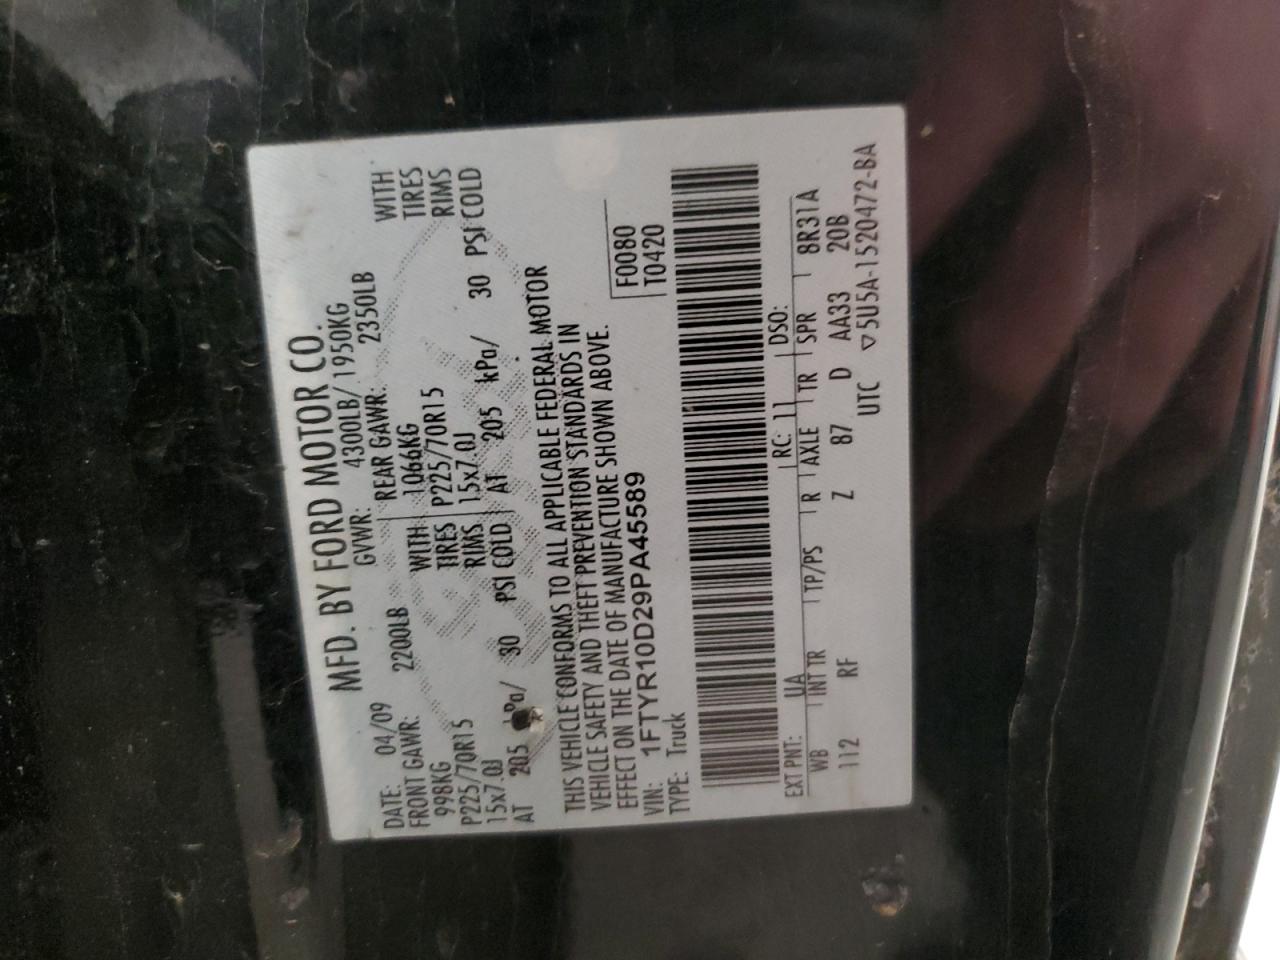 MFD. BY FORD MOTOR CO.
DATE: 04/09 GVWR: 4300LB/ 1950KG
FRONT GAWR: 2200LB REAR GAWR: 2350LB
998KG WITH 1066KG WITH
P225/70R15 TIRES P225/70R15 TIRES
15x7.0J RIMS 15x7.0J RIMS
AT 205 kPa/ 30 PSI COLD AT 205 kPa/ 30 PSI COLD
THIS VEHICLE CONFORMS TO ALL APPLICABLE FEDERAL MOTOR
VEHICLE SAFETY AND THEFT PREVENTION STANDARDS IN
EFFECT ON THE DATE OF MANUFACTURE SHOWN ABOVE.
VIN: 1FTYR10D29PA45589 F0080
TYPE: Truck T0420
EXT PNT: UA RC: 11 DSO:
WB INT TR TP/PS R AXLE TR SPR 8R31A
112 RF Z 87 D AA33 20B
UTC ▽5U5A-1520472-BA